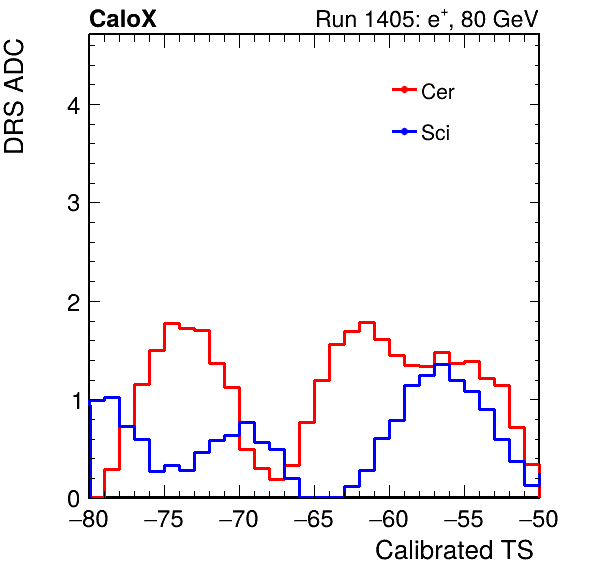 CaloX Run 1405: e⁺, 80 GeV
DRS ADC
Cer
Sci
4
3
2
1
0
−80 −75 −70 −65 −60 −55 −50
Calibrated TS